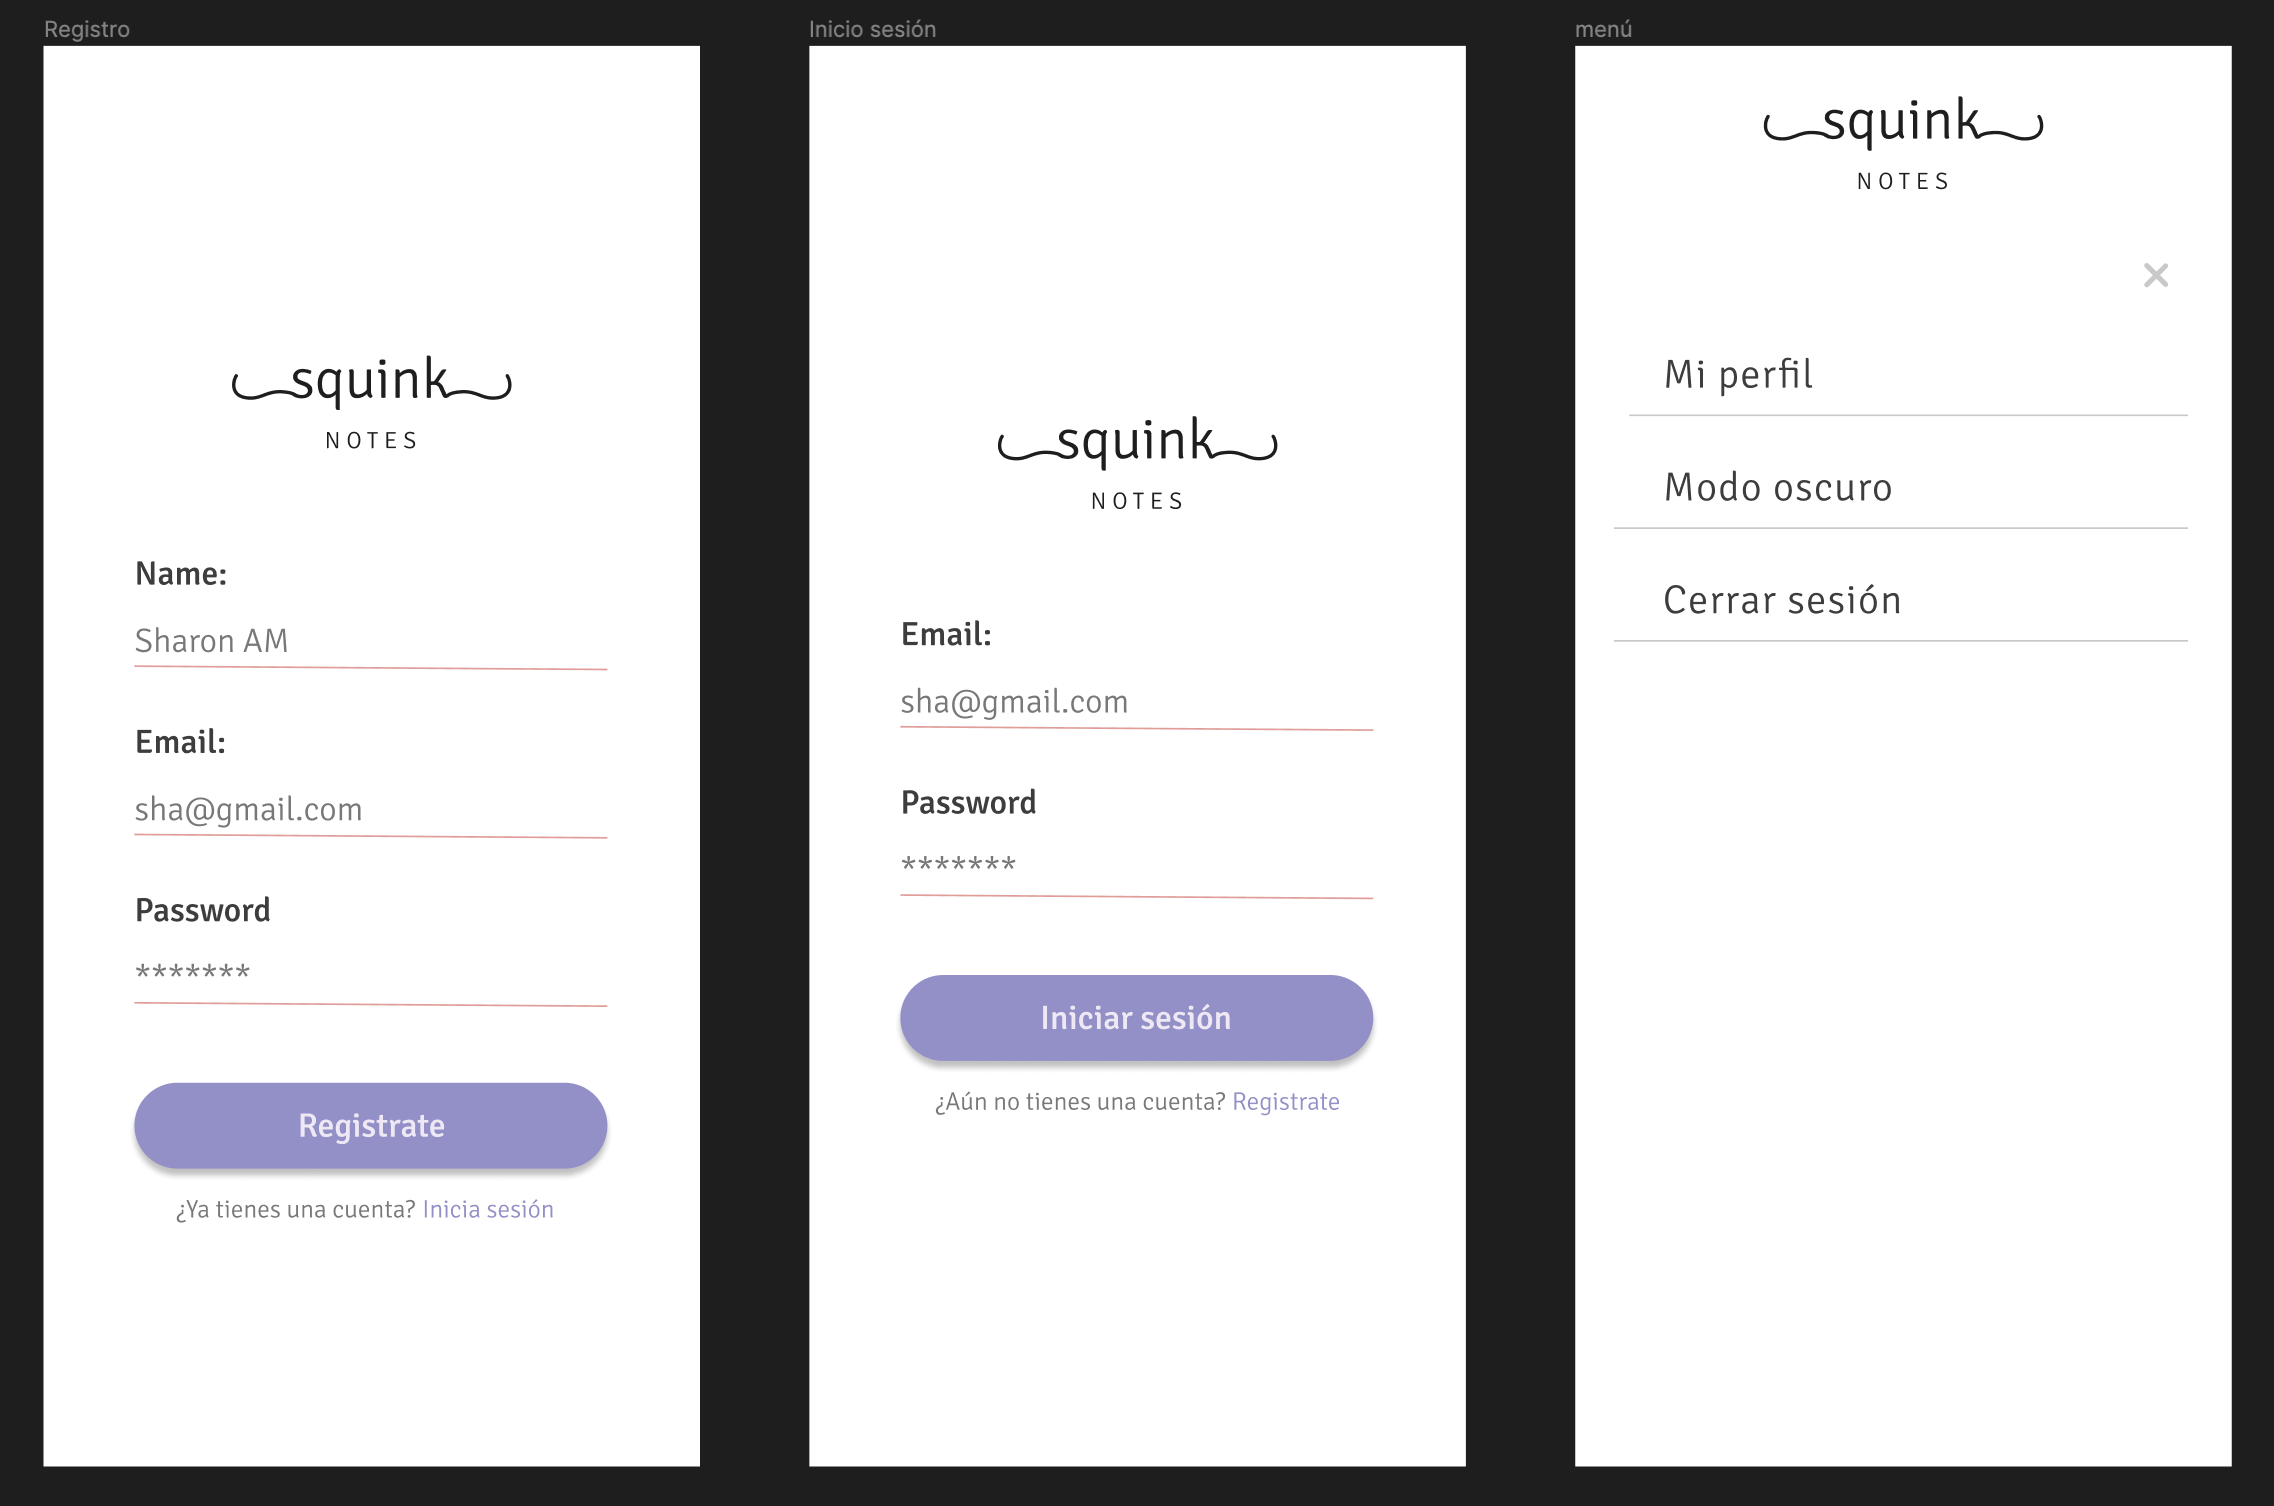 Registro
squink
NOTES
Name:
Sharon AM
Email:
sha@gmail.com
Password
*******
Registrate
¿Ya tienes una cuenta? Inicia sesión
Inicio sesión
squink
NOTES
Email:
sha@gmail.com
Password
*******
Iniciar sesión
¿Aún no tienes una cuenta? Registrate
menú
squink
NOTES
Mi perfil
Modo oscuro
Cerrar sesión